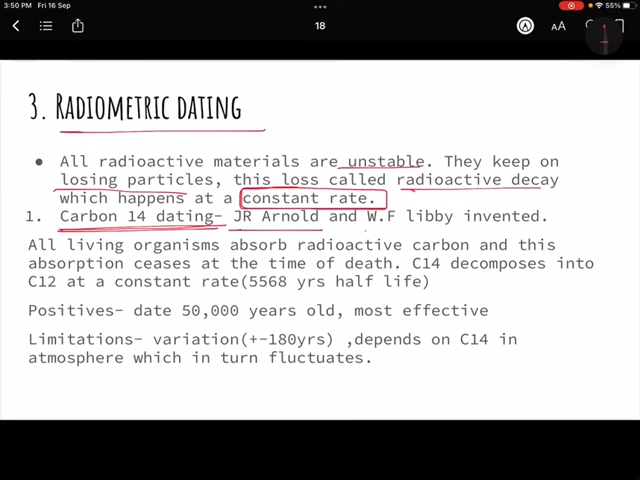 3:50 PM Fri 16 Sep
55%
18
AA
3. RADIOMETRIC DATING
● All radioactive materials are unstable. They keep on
losing particles, this loss called radioactive decay
which happens at a constant rate.
1. Carbon 14 dating- JR Arnold and W.F libby invented.
All living organisms absorb radioactive carbon and this
absorption ceases at the time of death. C14 decomposes into
C12 at a constant rate(5568 yrs half life)
Positives- date 50,000 years old, most effective
Limitations- variation(+-180yrs) ,depends on C14 in
atmosphere which in turn fluctuates.